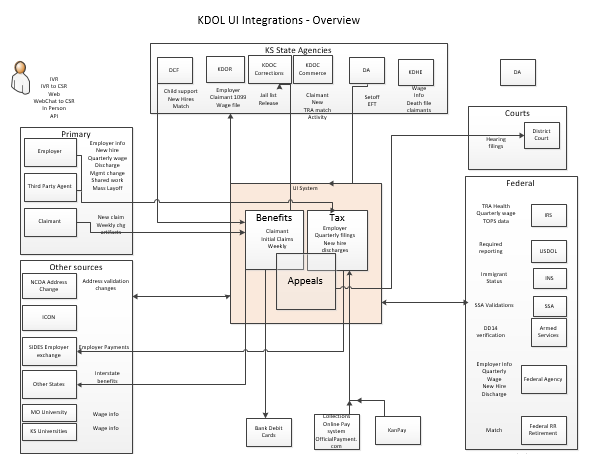 KDOL UI Integrations - Overview
KS State Agencies
DCF
KDOR
KDOC
Corrections
KDOC
Commerce
DA
KDHE
DA
Child support
New Hires
Match
Employer
Claimant 1099
Wage file
Jail list
Release
Claimant
New
TRA match
Activity
Setoff
EFT
Wage
Info
Death file
claimants
IVR
IVR to CSR
Web
WebChat to CSR
In Person
API
Courts
Hearing
filings
District
Court
Primary
Employer
Third Party Agent
Claimant
Employer info
New hire
Quarterly wage
Discharge
Mgmt change
Shared work
Mass Layoff
New claim
Weekly chg
artifacts
UI System
Benefits
Claimant
Initial Claims
Weekly
Tax
Employer
Quarterly filings
New hire
discharges
Appeals
Federal
TRA Health
Quarterly wage
TOPS data
IRS
Required
reporting
USDOL
Immigrant
Status
INS
SSA Validations
SSA
DD14
verification
Armed
Services
Employer Info
Quarterly
Wage
New Hire
Discharge
Federal Agency
Match
Federal RR
Retirement
Other sources
NCOA Address
Change
Address validation
changes
ICON
SIDES Employer
exchange
Employer Payments
Other States
Interstate
benefits
MO University
Wage info
KS Universities
Wage info
Bank Debit
Cards
Collections
Online Pay
system
OfficialPayment.
com
KanPay